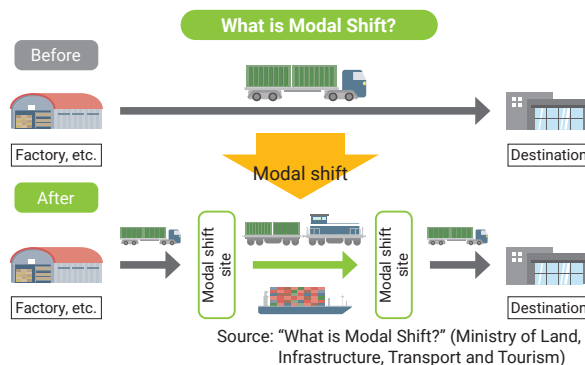 What is Modal Shift?
Before
Factory, etc.
Destination
Modal shift
After
Modal shift
site
Modal shift
site
Factory, etc.
Destination
Source: “What is Modal Shift?” (Ministry of Land,
Infrastructure, Transport and Tourism)